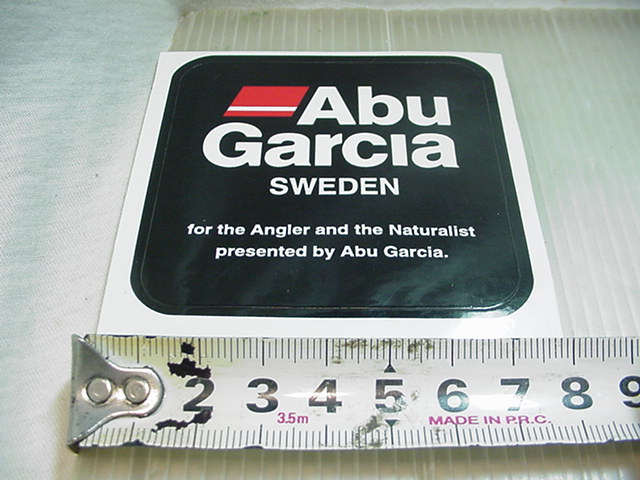 Abu
Garcia
SWEDEN
for the Angler and the Naturalist
presented by Abu Garcia.
2 3 4 5 6 7 8 9
3.5m MADE IN P.R.C.